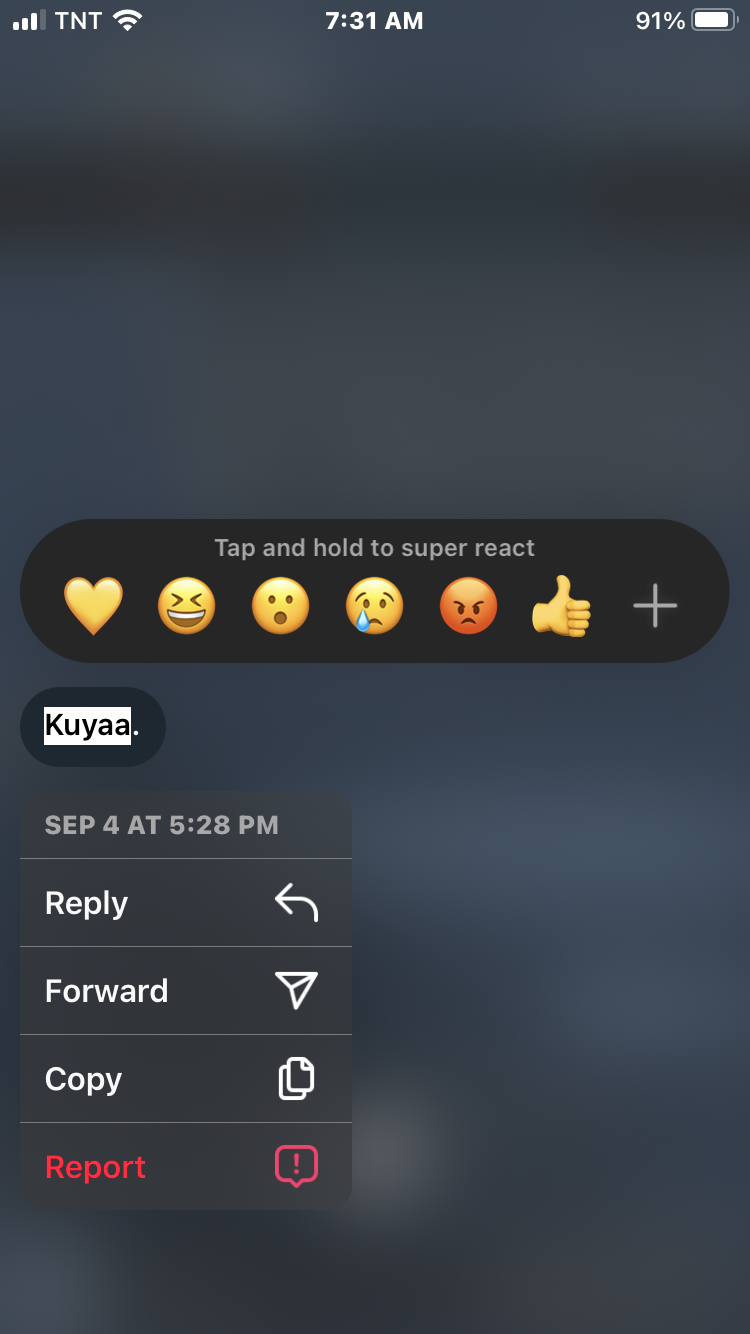 TNT 7:31 AM 91%
Tap and hold to super react
Kuyaa.
SEP 4 AT 5:28 PM
Reply
Forward
Copy
Report